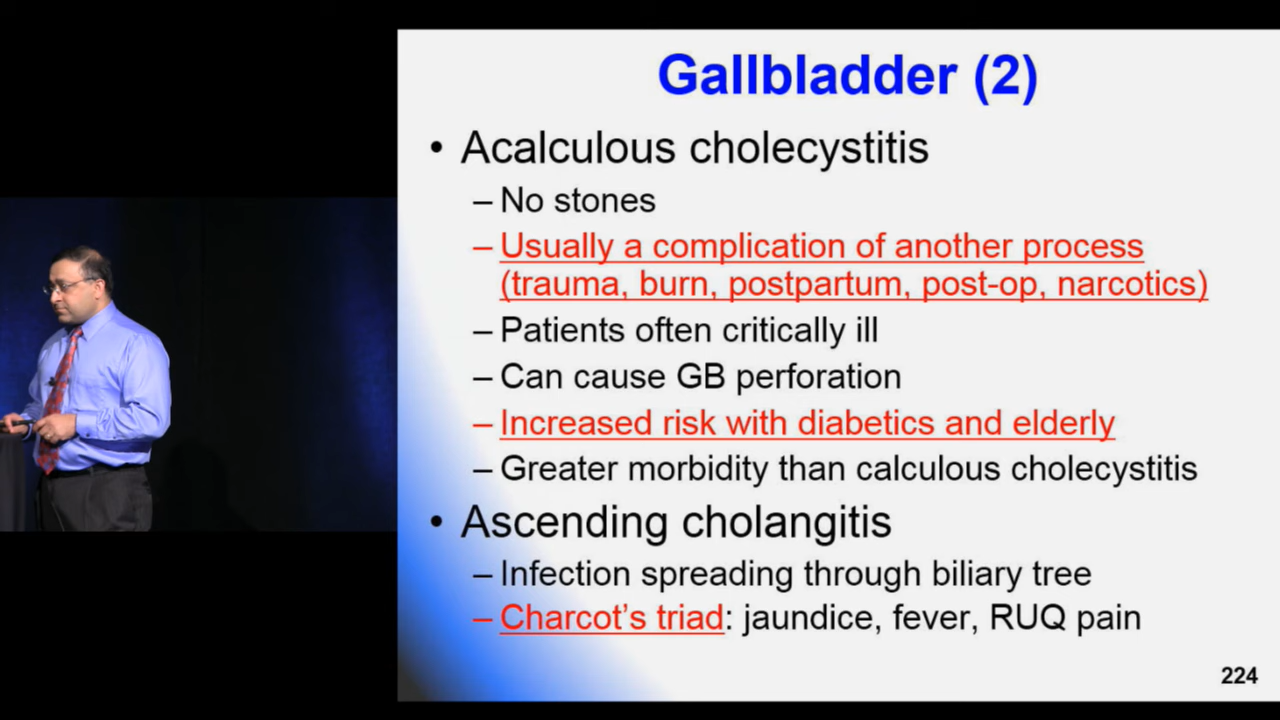 Gallbladder (2)
• Acalculous cholecystitis
– No stones
– Usually a complication of another process
(trauma, burn, postpartum, post-op, narcotics)
– Patients often critically ill
– Can cause GB perforation
– Increased risk with diabetics and elderly
– Greater morbidity than calculous cholecystitis
• Ascending cholangitis
– Infection spreading through biliary tree
– Charcot's triad: jaundice, fever, RUQ pain
224